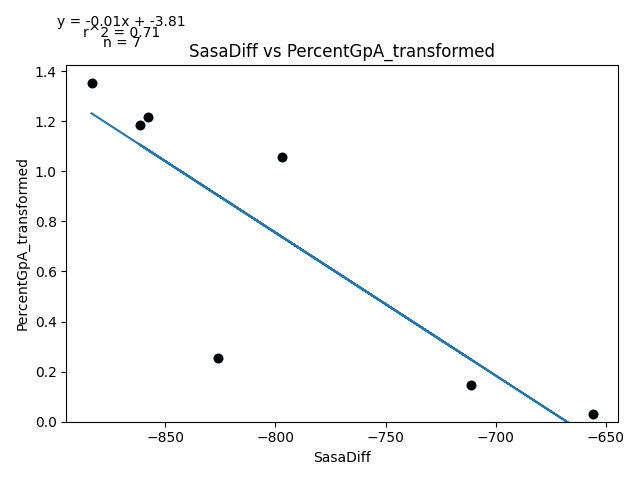 y = -0.01x + -3.81
r^2 = 0.71
n = 7
SasaDiff vs PercentGpA_transformed
1.4
1.2
1.0
0.8
0.6
0.4
0.2
0.0
PercentGpA_transformed
−850
−800
−750
−700
−650
SasaDiff